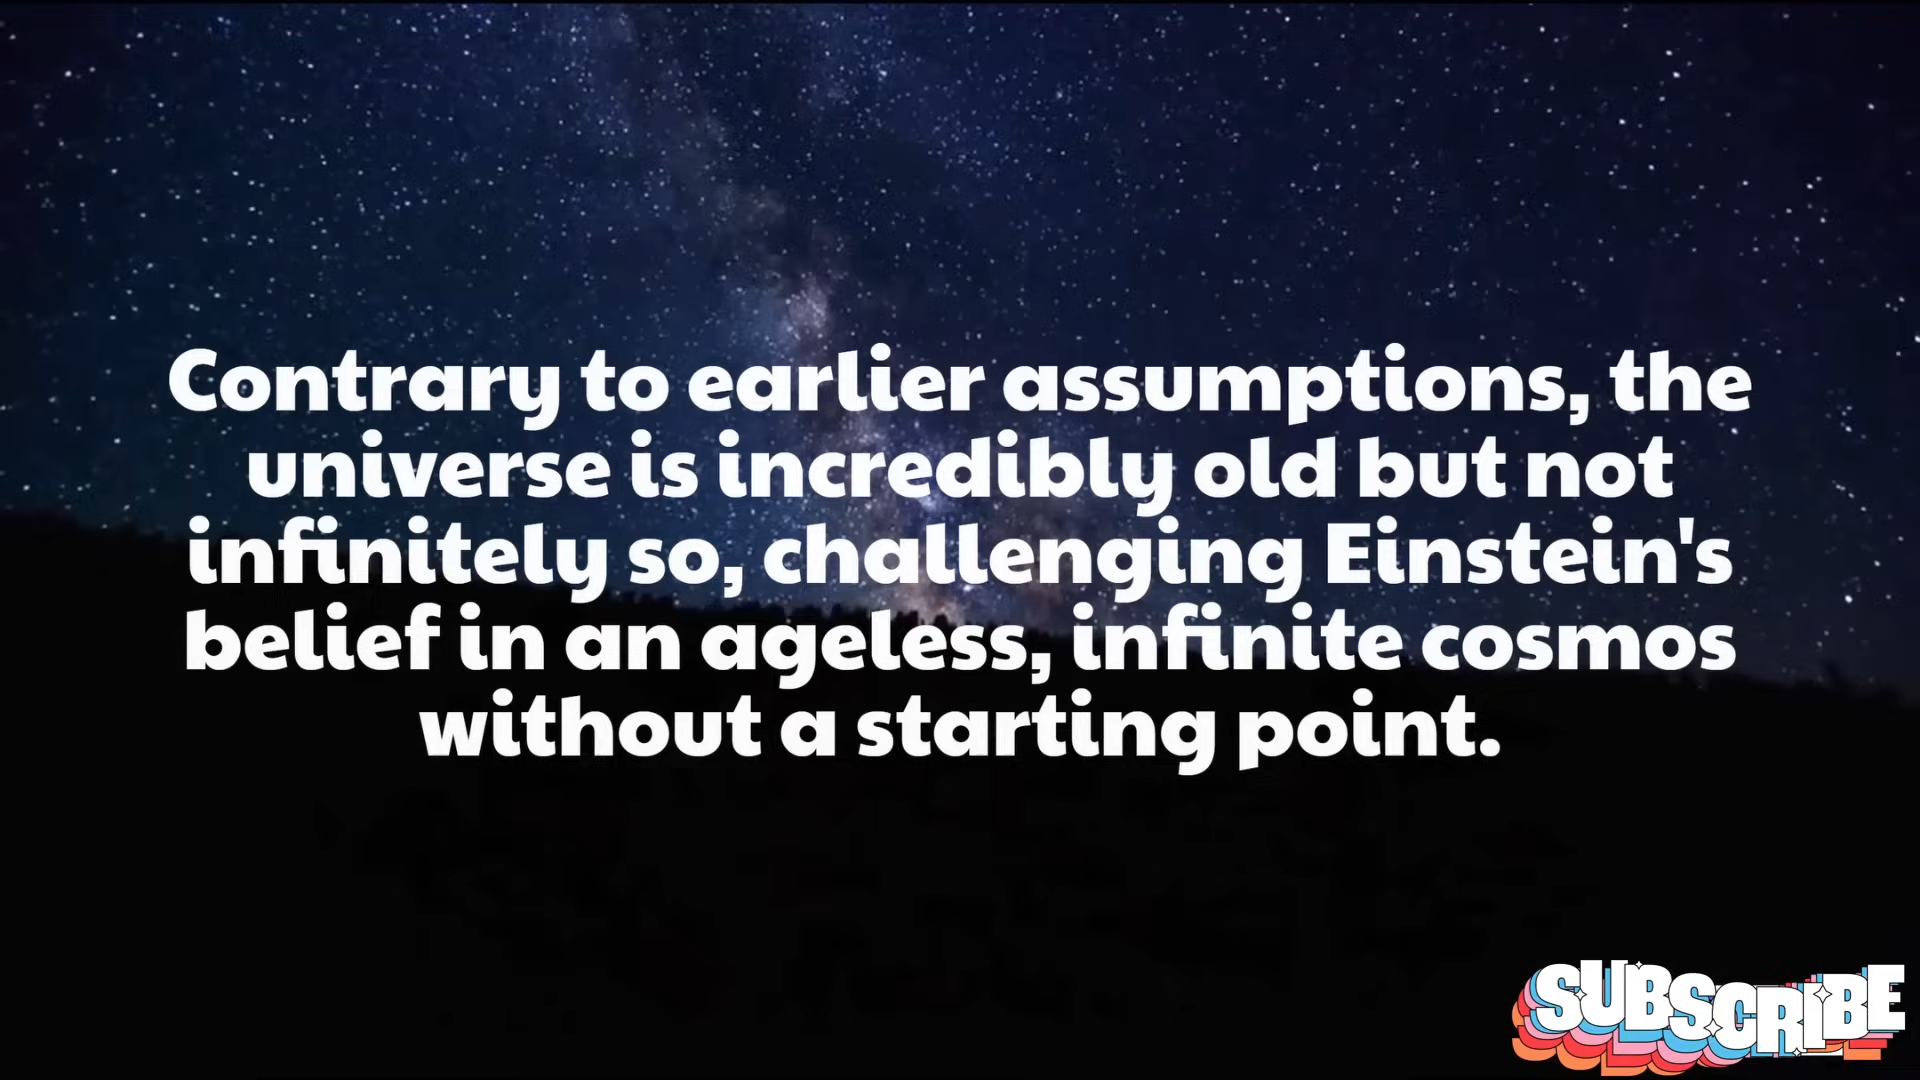 Contrary to earlier assumptions, the
universe is incredibly old but not
infinitely so, challenging Einstein's
belief in an ageless, infinite cosmos
without a starting point.
SUBSCRIBE